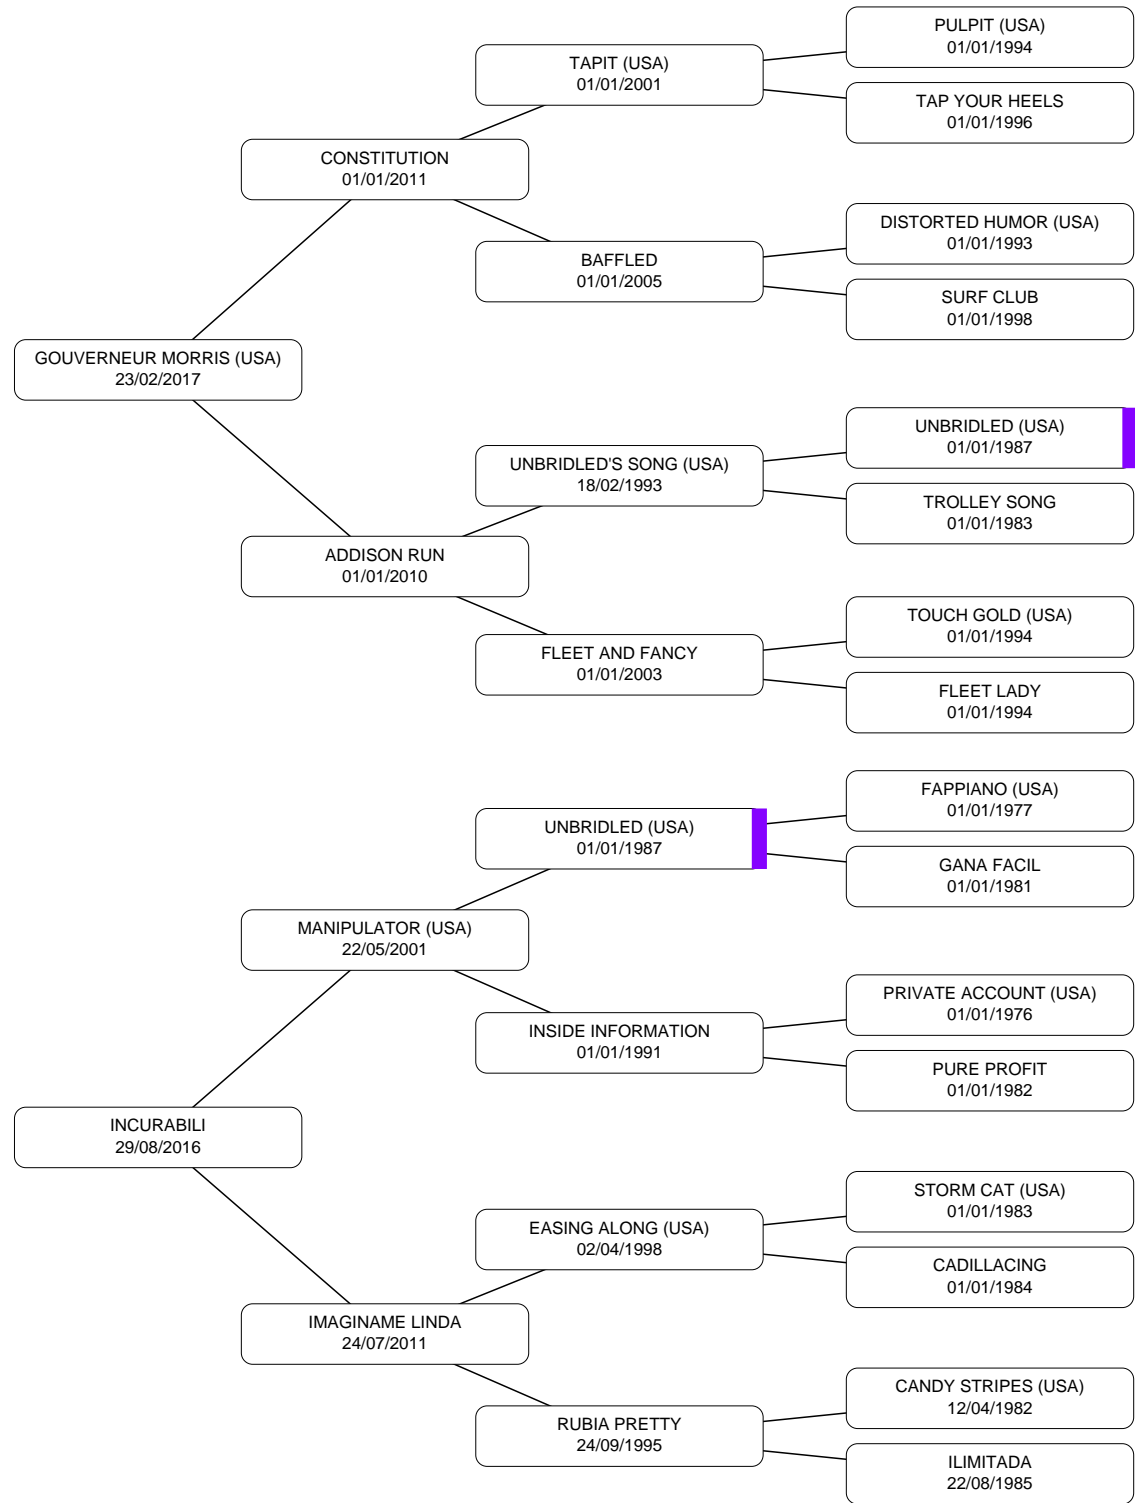 PULPIT (USA)
01/01/1994
TAPIT (USA)
01/01/2001
TAP YOUR HEELS
01/01/1996
CONSTITUTION
01/01/2011
DISTORTED HUMOR (USA)
01/01/1993
BAFFLED
01/01/2005
SURF CLUB
01/01/1998
GOUVERNEUR MORRIS (USA)
23/02/2017
UNBRIDLED (USA)
01/01/1987
UNBRIDLED'S SONG (USA)
18/02/1993
TROLLEY SONG
01/01/1983
ADDISON RUN
01/01/2010
TOUCH GOLD (USA)
01/01/1994
FLEET AND FANCY
01/01/2003
FLEET LADY
01/01/1994
FAPPIANO (USA)
01/01/1977
UNBRIDLED (USA)
01/01/1987
GANA FACIL
01/01/1981
MANIPULATOR (USA)
22/05/2001
PRIVATE ACCOUNT (USA)
01/01/1976
INSIDE INFORMATION
01/01/1991
PURE PROFIT
01/01/1982
INCURABILI
29/08/2016
STORM CAT (USA)
01/01/1983
EASING ALONG (USA)
02/04/1998
CADILLACING
01/01/1984
IMAGINAME LINDA
24/07/2011
CANDY STRIPES (USA)
12/04/1982
RUBIA PRETTY
24/09/1995
ILIMITADA
22/08/1985